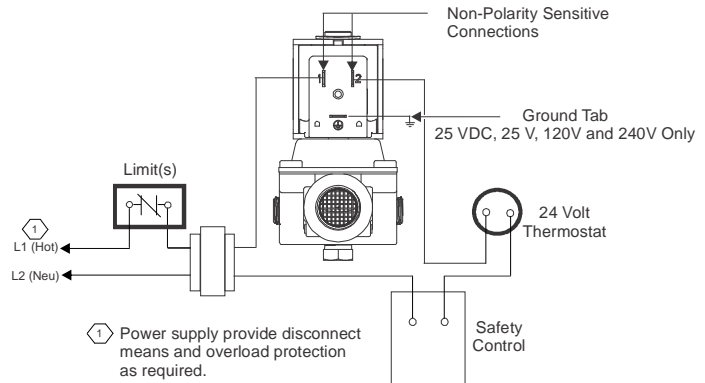 Non-Polarity Sensitive
Connections
1
2
Ground Tab
25 VDC, 25 V, 120V and 240V Only
Limit(s)
24 Volt
Thermostat
1
L1 (Hot)
L2 (Neu)
1 Power supply provide disconnect
means and overload protection
as required.
Safety
Control